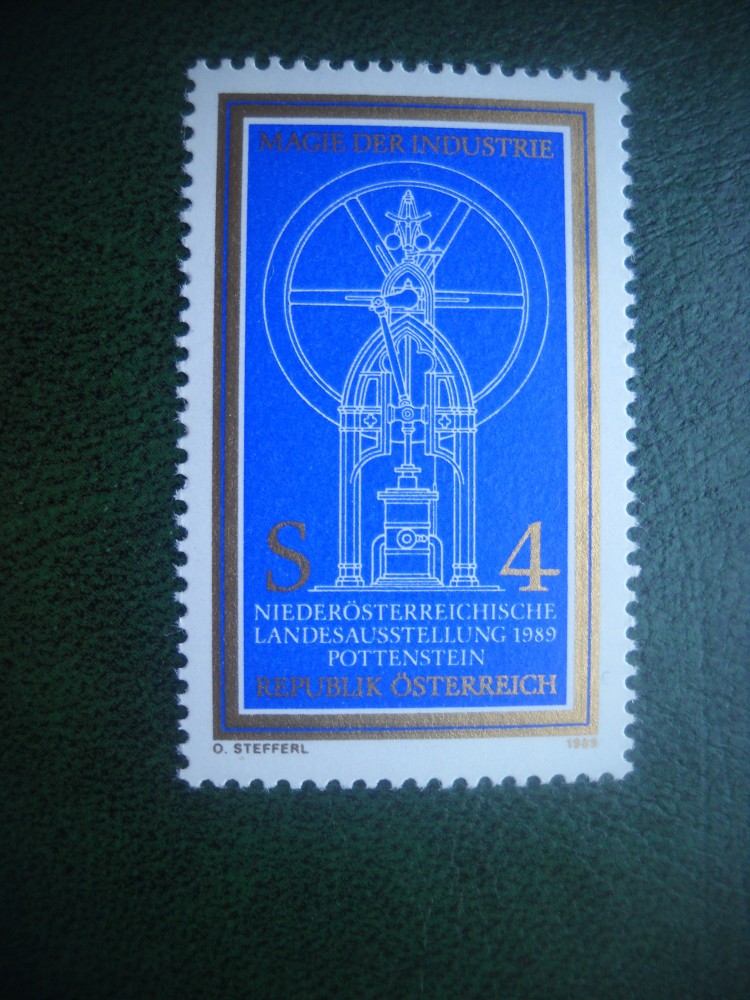 MAGIE DER INDUSTRIE
S 4
NIEDERÖSTERREICHISCHE
LANDESAUSSTELLUNG 1989
POTTENSTEIN
REPUBLIK ÖSTERREICH
O. STEFFERL 1989